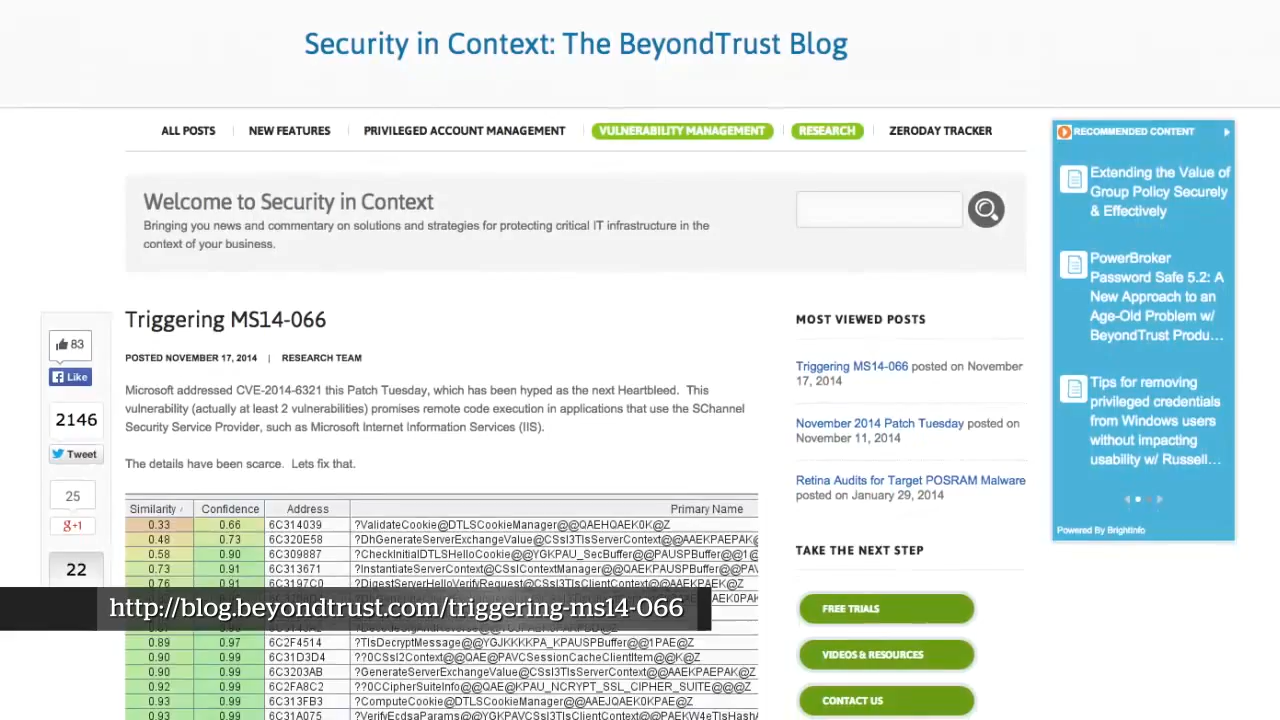 Security in Context: The BeyondTrust Blog
ALL POSTS
NEW FEATURES
PRIVILEGED ACCOUNT MANAGEMENT
VULNERABILITY MANAGEMENT
RESEARCH
ZERODAY TRACKER
Welcome to Security in Context
Bringing you news and commentary on solutions and strategies for protecting critical IT infrastructure in the
context of your business.
RECOMMENDED CONTENT
Extending the Value of
Group Policy Securely
& Effectively
PowerBroker
Password Safe 5.2: A
New Approach to an
Age-Old Problem w/
BeyondTrust Produ...
Tips for removing
privileged credentials
from Windows users
without impacting
usability w/ Russell...
Powered By BrightInfo
83
Like
2146
Tweet
25
g+1
22
Triggering MS14-066
POSTED NOVEMBER 17, 2014 | RESEARCH TEAM
Microsoft addressed CVE-2014-6321 this Patch Tuesday, which has been hyped as the next Heartbleed. This
vulnerability (actually at least 2 vulnerabilities) promises remote code execution in applications that use the SChannel
Security Service Provider, such as Microsoft Internet Information Services (IIS).
The details have been scarce. Lets fix that.
Similarity Confidence Address Primary Name
0.33 0.66 6C314039 ?ValidateCookie@DTLSCookieManager@@QAEHQAEK0K@Z
0.48 0.73 6C320E58 ?GenerateServerExchangeValue@CSsl3TlsServerContext@@AAEKPAEPAK@
0.58 0.90 6C309887 ?CheckInitialDTLSHelloCookie@@YGKPAU_SecBuffer@@PAUSPBuffer@@1@
0.73 0.91 6C313671 ?InstantiateServerContext@CSslContextManager@@QAEKPAUSPBuffer@@PAV
0.76 0.91 6C3197C0 ?DigestServerHelloVerifyRequest@CSsl3TlsClientContext@@AAEKPAEK@Z
http://blog.beyondtrust.com/triggering-ms14-066
0.89 0.97 6C2F4514 ?TlsDecryptMessage@@YGJKKKKPA_KPAUSPBuffer@@1PAE@Z
0.90 0.99 6C31D3D4 ??0CSsl2Context@@QAE@PAVCSessionCacheClientItem@@K@Z
0.90 0.99 6C3203AB ?GenerateServerExchangeValue@CSsl3TlsServerContext@@AAEKPAEPAK@Z
0.92 0.99 6C2FA8C2 ??0CCipherSuiteInfo@@QAE@KPAU_NCRYPT_SSL_CIPHER_SUITE@@@Z
0.93 0.99 6C313FB3 ?ComputeCookie@DTLSCookieManager@@AAEJQAEK0KPAE@Z
0.93 0.99 6C31A075 ?VerifyEcdsaParams@@YGKPAVCSsl3TlsClientContext@@PAEKW4eTlsHash
MOST VIEWED POSTS
Triggering MS14-066 posted on November
17, 2014
November 2014 Patch Tuesday posted on
November 11, 2014
Retina Audits for Target POSRAM Malware
posted on January 29, 2014
TAKE THE NEXT STEP
FREE TRIALS
VIDEOS & RESOURCES
CONTACT US